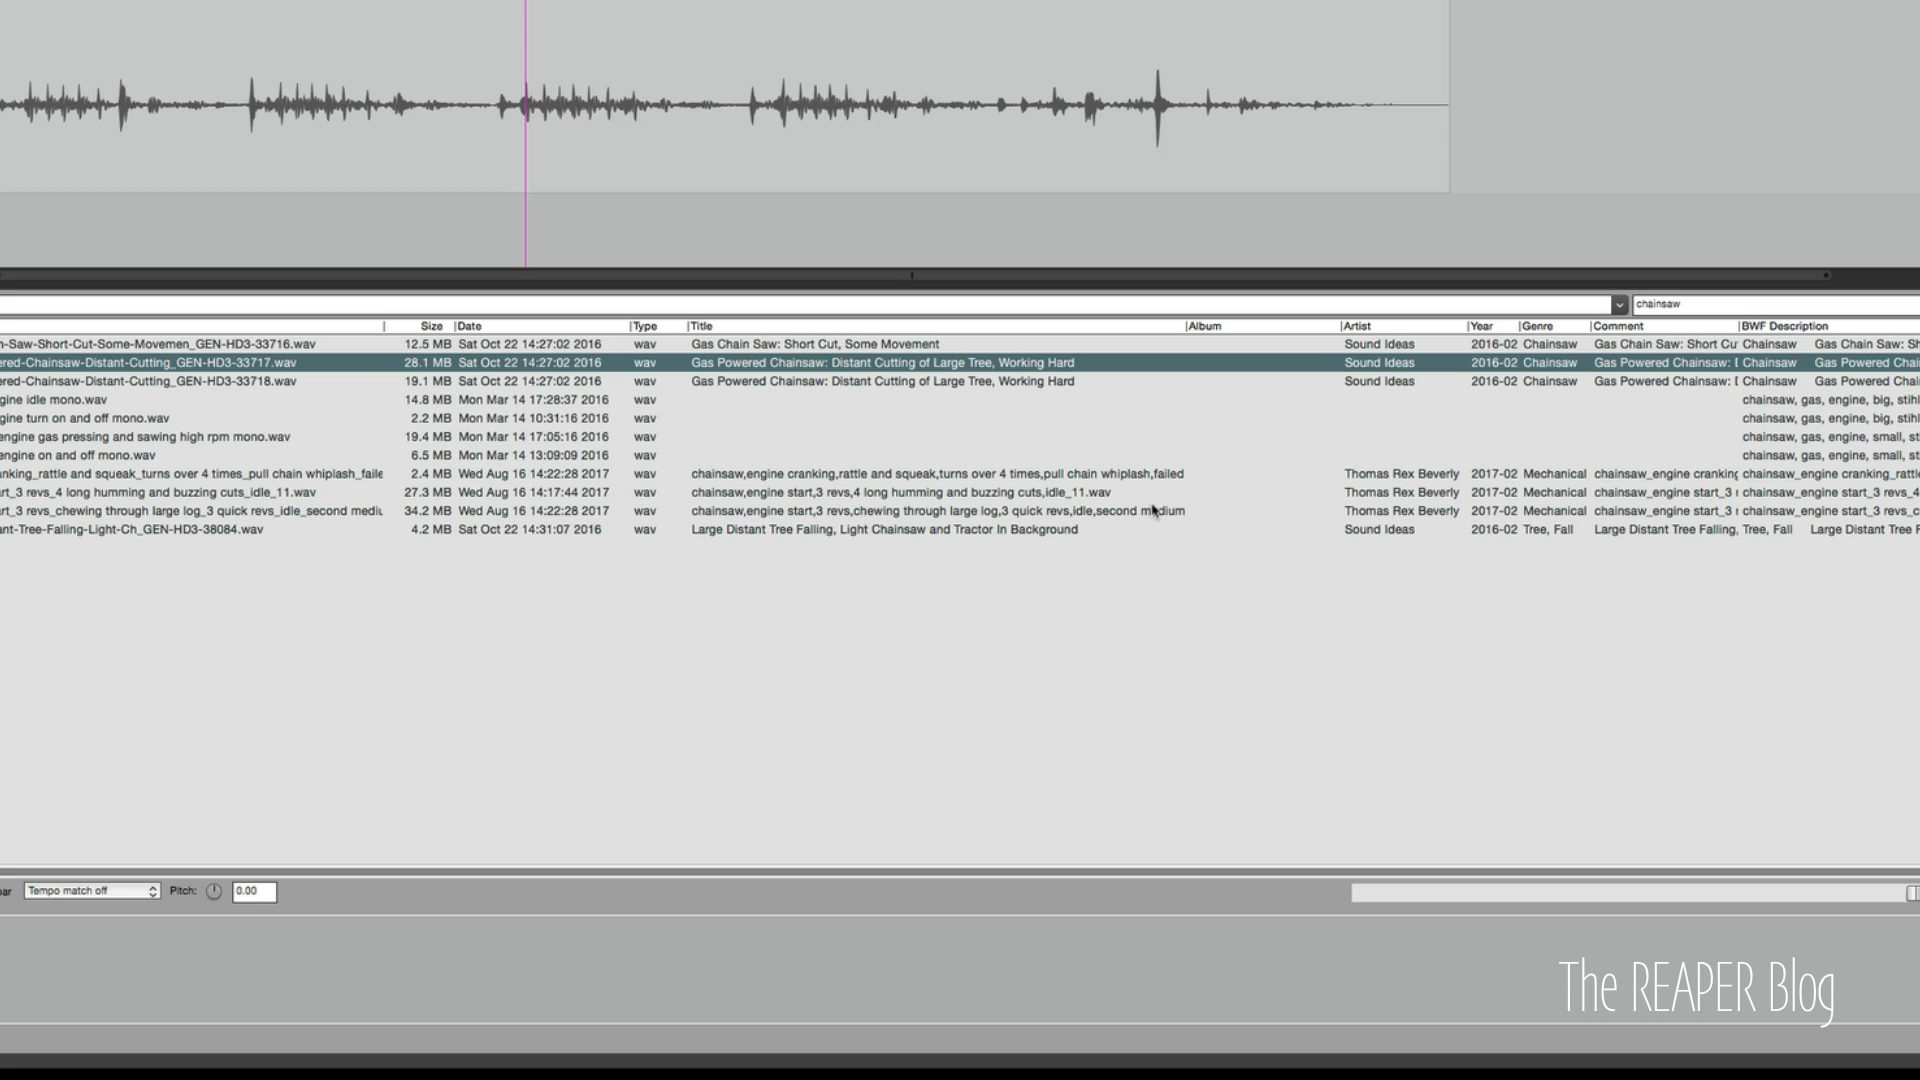 chainsaw
Size Date Type Title Album Artist Year Genre Comment BWF Description
n-Saw-Short-Cut-Some-Movemen_GEN-HD3-33716.wav 12.5 MB Sat Oct 22 14:27:02 2016 wav Gas Chain Saw: Short Cut, Some Movement Sound Ideas 2016-02 Chainsaw Gas Chain Saw: Short Cu Chainsaw Gas Chain Saw: Sh
ered-Chainsaw-Distant-Cutting_GEN-HD3-33717.wav 28.1 MB Sat Oct 22 14:27:02 2016 wav Gas Powered Chainsaw: Distant Cutting of Large Tree, Working Hard Sound Ideas 2016-02 Chainsaw Gas Powered Chainsaw: Chainsaw Gas Powered Chai
ered-Chainsaw-Distant-Cutting_GEN-HD3-33718.wav 19.1 MB Sat Oct 22 14:27:02 2016 wav Gas Powered Chainsaw: Distant Cutting of Large Tree, Working Hard Sound Ideas 2016-02 Chainsaw Gas Powered Chainsaw: Chainsaw Gas Powered Chai
gine idle mono.wav 14.8 MB Mon Mar 14 17:28:37 2016 wav chainsaw, gas, engine, big, stihl
gine turn on and off mono.wav 2.2 MB Mon Mar 14 10:31:16 2016 wav chainsaw, gas, engine, big, stihl
engine gas pressing and sawing high rpm mono.wav 19.4 MB Mon Mar 14 17:05:16 2016 wav chainsaw, gas, engine, small, st
engine on and off mono.wav 6.5 MB Mon Mar 14 13:09:09 2016 wav chainsaw, gas, engine, small, st
anking_rattle and squeak_turns over 4 times_pull chain whiplash_faile 2.4 MB Wed Aug 16 14:22:28 2017 wav chainsaw,engine cranking,rattle and squeak,turns over 4 times,pull chain whiplash,failed Thomas Rex Beverly 2017-02 Mechanical chainsaw_engine cranking chainsaw_engine cranking_ratt
art_3 revs_4 long humming and buzzing cuts_idle_11.wav 27.3 MB Wed Aug 16 14:17:44 2017 wav chainsaw,engine start,3 revs,4 long humming and buzzing cuts,idle_11.wav Thomas Rex Beverly 2017-02 Mechanical chainsaw_engine start_3 chainsaw_engine start_3 revs_4
art_3 revs_chewing through large log_3 quick revs_idle_second mediu 34.2 MB Wed Aug 16 14:22:28 2017 wav chainsaw,engine start,3 revs,chewing through large log,3 quick revs,idle,second medium Thomas Rex Beverly 2017-02 Mechanical chainsaw_engine start_3 chainsaw_engine start_3 revs_c
ant-Tree-Falling-Light-Ch_GEN-HD3-38084.wav 4.2 MB Sat Oct 22 14:31:07 2016 wav Large Distant Tree Falling, Light Chainsaw and Tractor In Background Sound Ideas 2016-02 Tree, Fall Large Distant Tree Falling, Tree, Fall Large Distant Tree F
ar Tempo match off Pitch: 0.00
The REAPER Blog